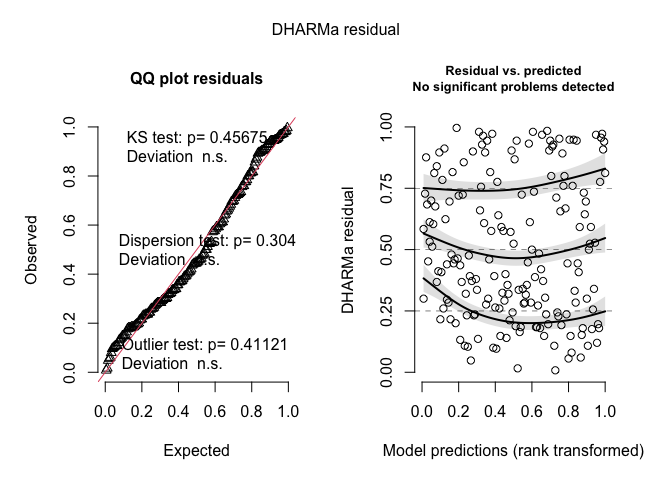 DHARMa residual
QQ plot residuals
KS test: p= 0.45675
Deviation n.s.
Dispersion test: p= 0.304
Deviation n.s.
Outlier test: p= 0.41121
Deviation n.s.
Observed
0.0 0.2 0.4 0.6 0.8 1.0
0.0 0.2 0.4 0.6 0.8 1.0
Expected
Residual vs. predicted
No significant problems detected
DHARMa residual
0.00 0.25 0.50 0.75 1.00
0.0 0.2 0.4 0.6 0.8 1.0
Model predictions (rank transformed)